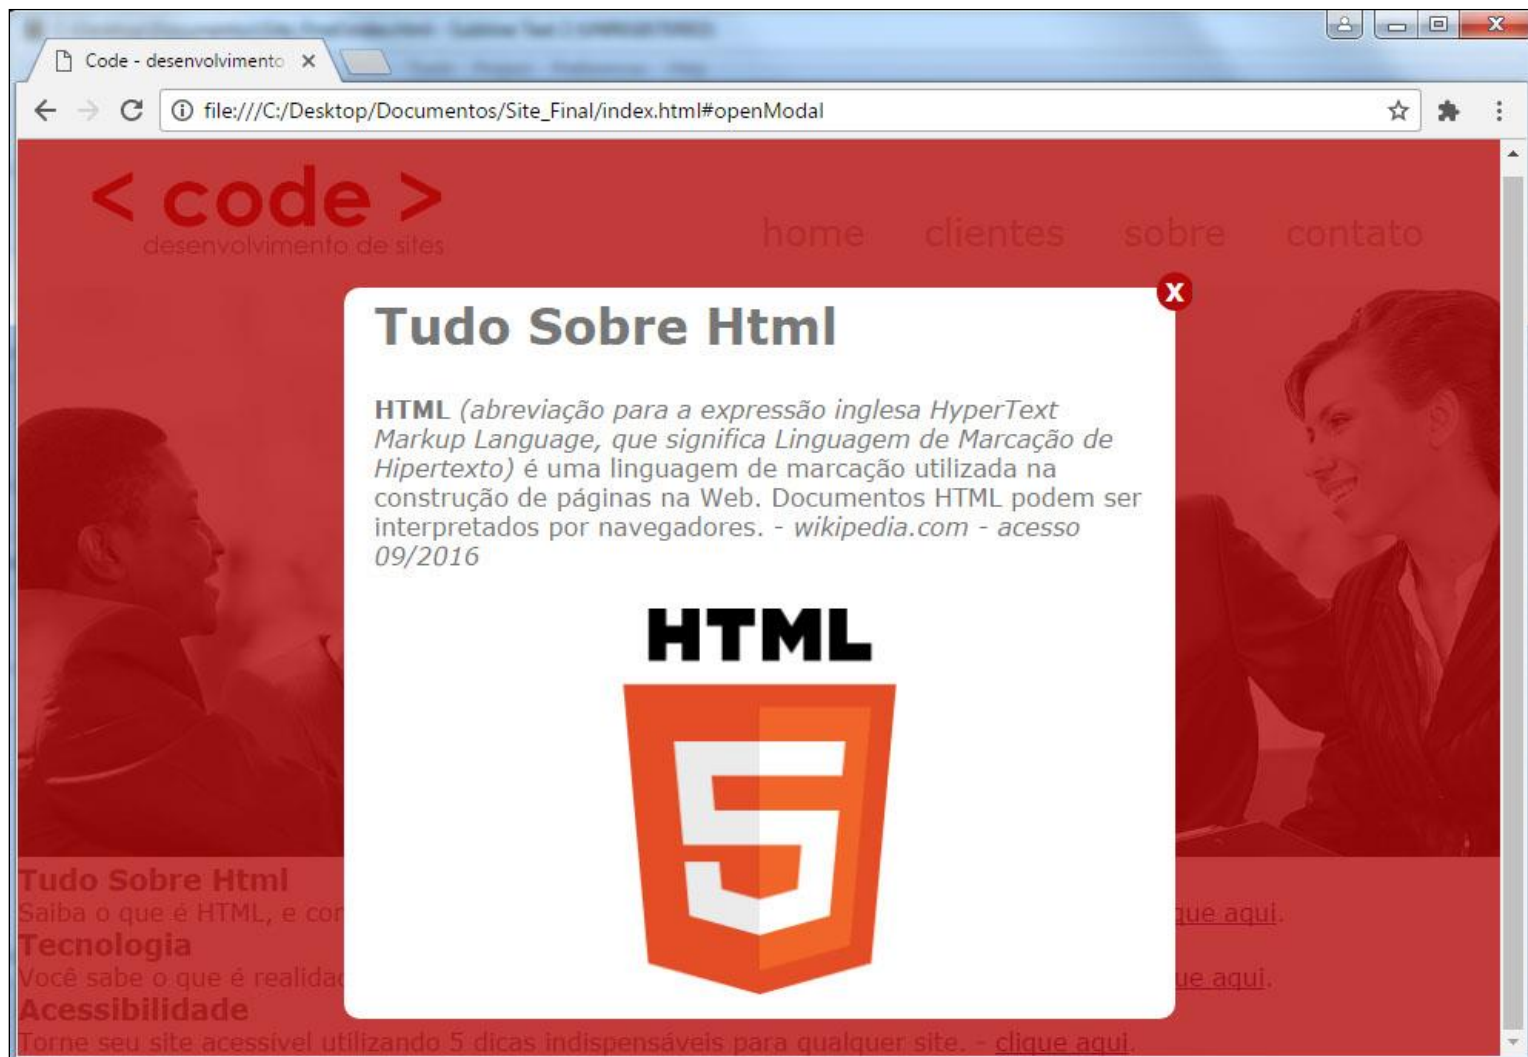 Code - desenvolvimento
file:///C:/Desktop/Documentos/Site_Final/index.html#openModal
< code >
desenvolvimento de sites
home clientes sobre contato
X
Tudo Sobre Html
HTML (abreviação para a expressão inglesa HyperText
Markup Language, que significa Linguagem de Marcação de
Hipertexto) é uma linguagem de marcação utilizada na
construção de páginas na Web. Documentos HTML podem ser
interpretados por navegadores. - wikipedia.com - acesso
09/2016
HTML
5
Tudo Sobre Html
Saiba o que é HTML, e aqui.
Tecnologia
Você sabe o que é aqui.
Acessibilidade
Torne seu site acessível utilizando 5 dicas indispensáveis para qualquer site. - clique aqui.